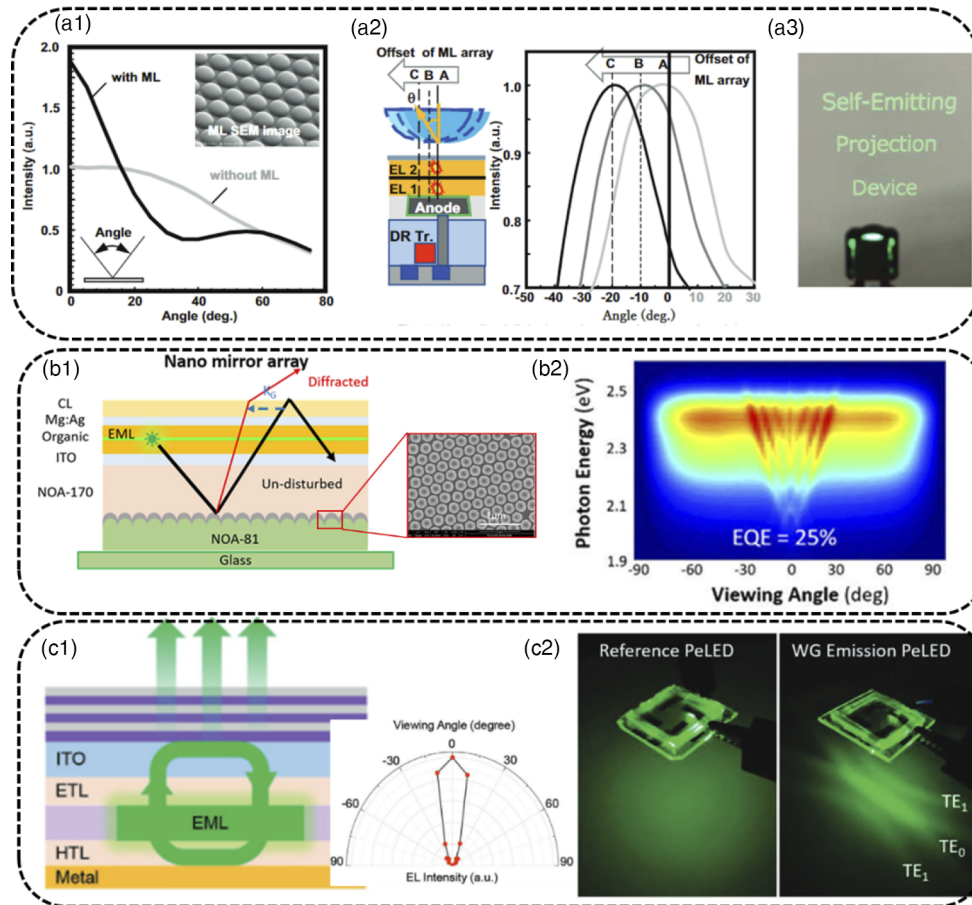 (a1)
2.0
1.5
1.0
0.5
0
Intensity (a.u.)
with ML
ML SEM image
without ML
Angle
0
20
40
60
80
Angle (deg.)
(a2)
Offset of ML array
C B A
θ
EL 2
EL 1
Anode
DR Tr.
Intensity (a.u.)
1.0
0.9
0.8
0.7
C B A
Offset of
ML array
-50 -40 -30 -20 -10 0 10 20 30
Angle (deg.)
(a3)
Self-Emitting
Projection
Device
(b1)
Nano mirror array
Diffracted
K_G
CL
Mg:Ag
Organic
EML
ITO
NOA-170
Un-disturbed
NOA-81
Glass
(b2)
Photon Energy (eV)
2.5
2.3
2.1
1.9
EQE = 25%
-90 -60 -30 0 30 60 90
Viewing Angle (deg)
(c1)
ITO
ETL
EML
HTL
Metal
Viewing Angle (degree)
0
-30
30
-60
60
90
90
EL Intensity (a.u.)
(c2)
Reference PeLED
WG Emission PeLED
TE1
TE0
TE1